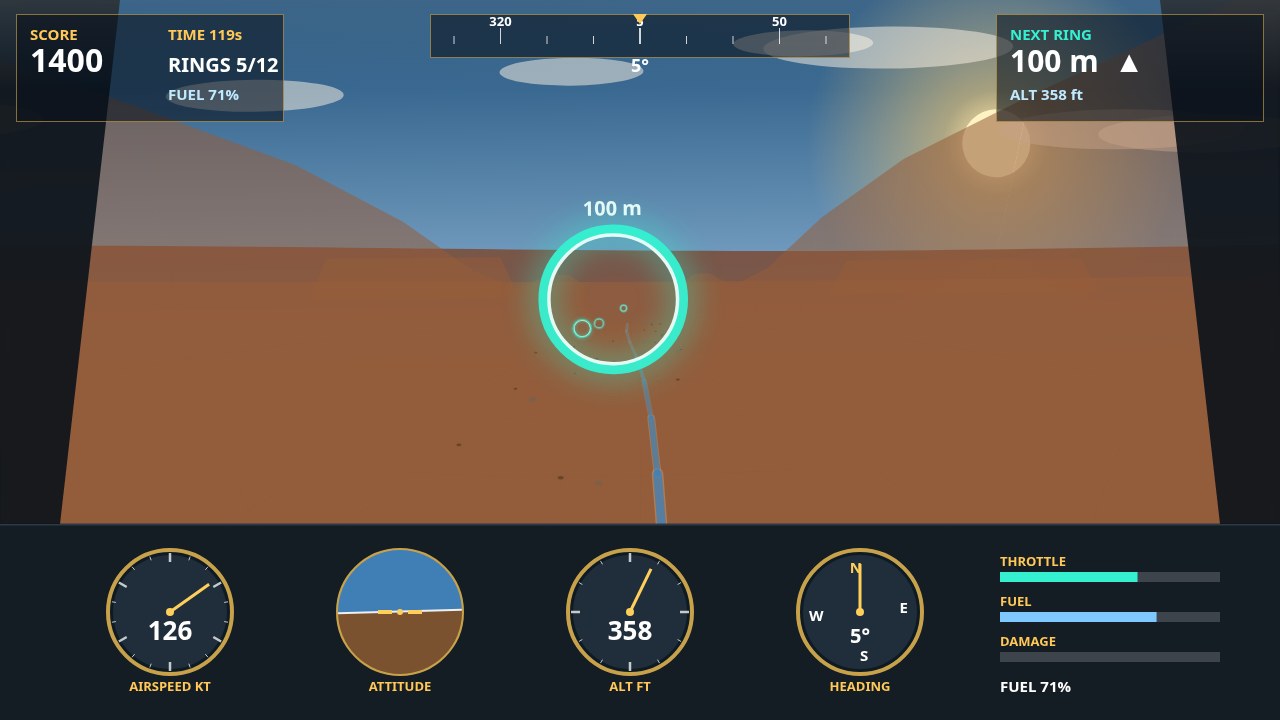 SCORE
1400
TIME 119s
RINGS 5/12
FUEL 71%
320 5 50
5°
NEXT RING
100 m ▲
ALT 358 ft
100 m
126
AIRSPEED KT
ATTITUDE
358
ALT FT
N
W E
5°
S
HEADING
THROTTLE
FUEL
DAMAGE
FUEL 71%